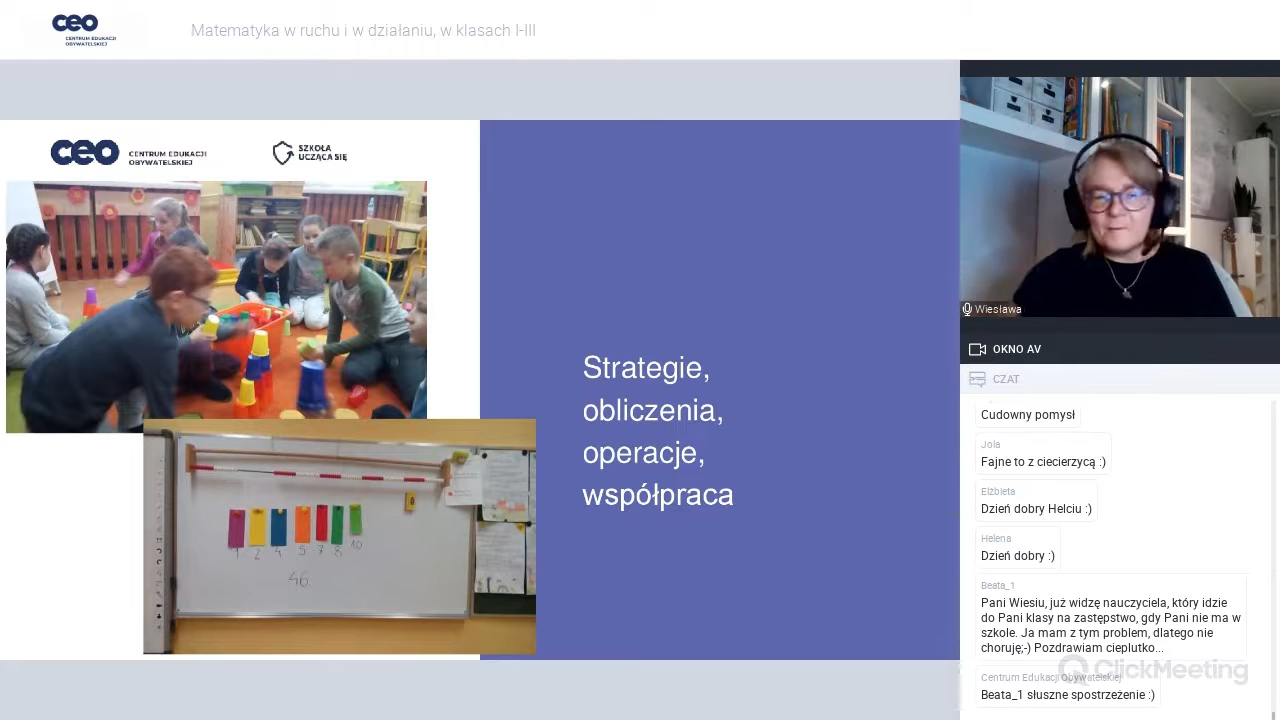 ceo
CENTRUM EDUKACJI
OBYWATELSKIEJ
Matematyka w ruchu i w działaniu, w klasach I-III
ceo
CENTRUM EDUKACJI
OBYWATELSKIEJ
SZKOŁA
UCZĄCA SIĘ
Strategie,
obliczenia,
operacje,
współpraca
1 2 4 5 7 8 10
46
Wiesława
OKNO AV
CZAT
Cudowny pomysł
Jola
Fajne to z ciecierzycą :)
Elżbieta
Dzień dobry Helciu :)
Helena
Dzień dobry :)
Beata_1
Pani Wiesiu, już widzę nauczyciela, który idzie
do Pani klasy na zastępstwo, gdy Pani nie ma w
szkole. Ja mam z tym problem, dlatego nie
choruję;-) Pozdrawiam cieplutko...
ClickMeeting
Centrum Edukacji Obywatelskiej
Beata_1 słuszne spostrzeżenie :)